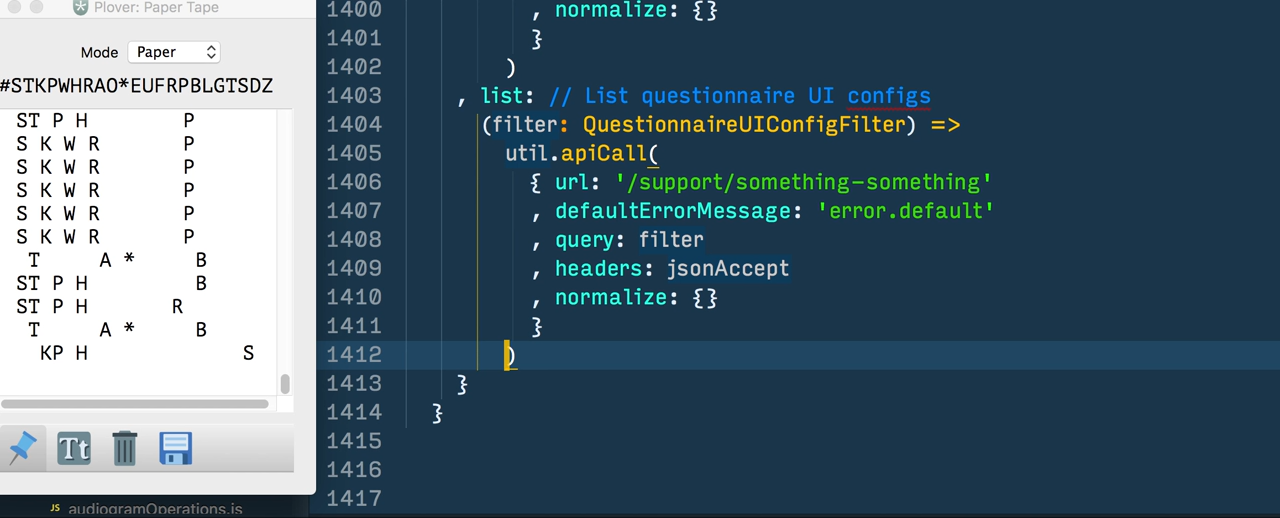 Plover: Paper Tape
Mode Paper
#STKPWHRAO*EUFRPBLGTSDZ
ST P H P
S K W R P
S K W R P
S K W R P
S K W R P
S K W R P
T A * B
ST P H B
ST P H R
T A * B
KP H S
Tt
JS audiogramOperations.js
1400 , normalize: {}
1401 }
1402 )
1403 , list: // List questionnaire UI configs
1404 (filter: QuestionnaireUIConfigFilter) =>
1405 util.apiCall(
1406 { url: '/support/something-something'
1407 , defaultErrorMessage: 'error.default'
1408 , query: filter
1409 , headers: jsonAccept
1410 , normalize: {}
1411 }
1412 )
1413 }
1414 }
1415
1416
1417